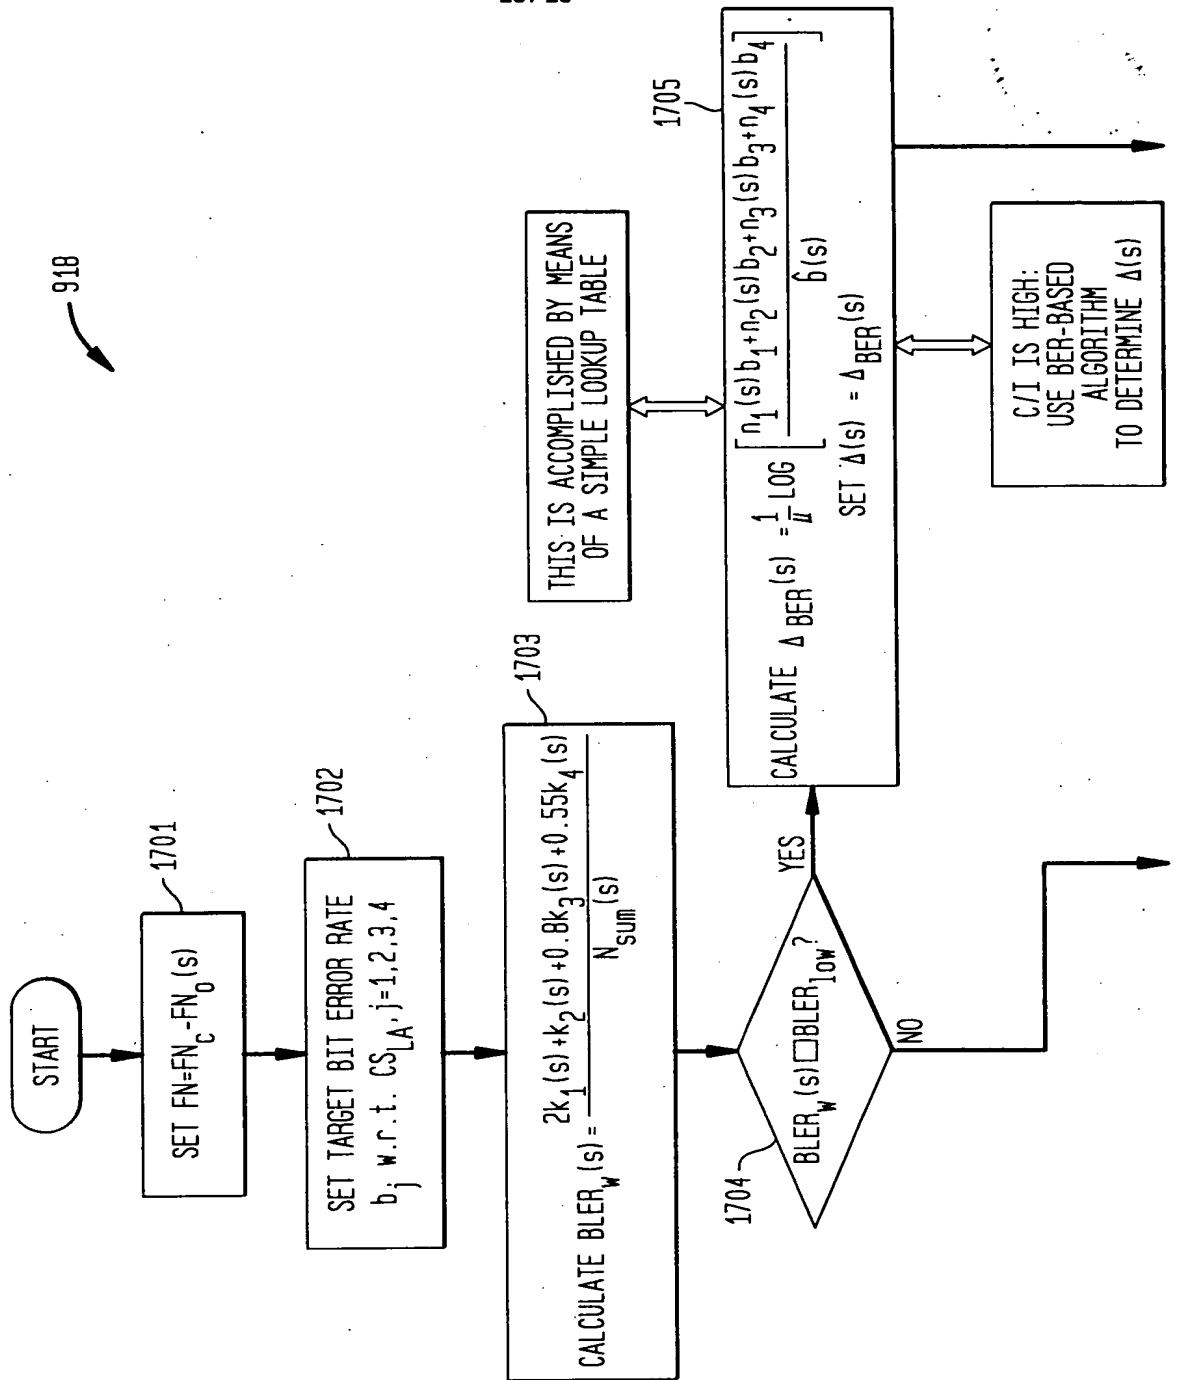 918
START
1701
SET FN=FN_c-FN_o(s)
1702
SET TARGET BIT ERROR RATE
b_j w.r.t. CS_LA, j=1,2,3,4
1703
CALCULATE BLER_w(s) = 2k_1(s)+k_2(s)+0.8k_3(s)+0.55k_4(s) / N_sum(s)
1704
BLER_w(s)□BLER_low?
YES
NO
THIS IS ACCOMPLISHED BY MEANS
OF A SIMPLE LOOKUP TABLE
1705
CALCULATE Δ_BER(s) = 1/μ LOG [n_1(s)b_1+n_2(s)b_2+n_3(s)b_3+n_4(s)b_4 / b̂(s)]
SET Δ(s) = Δ_BER(s)
C/I IS HIGH:
USE BER-BASED
ALGORITHM
TO DETERMINE Δ(s)